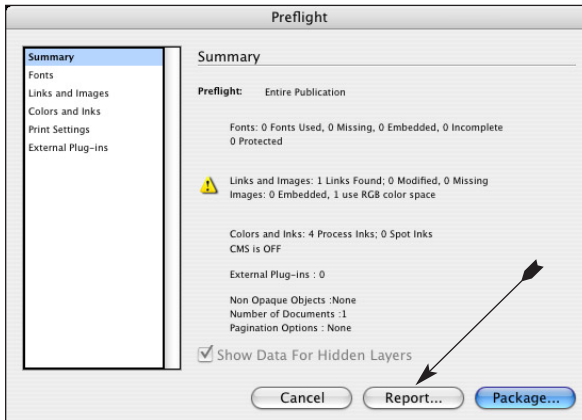 Preflight
Summary
Fonts
Links and Images
Colors and Inks
Print Settings
External Plug-ins
Summary
Preflight: Entire Publication
Fonts: 0 Fonts Used, 0 Missing, 0 Embedded, 0 Incomplete
0 Protected
Links and Images: 1 Links Found; 0 Modified, 0 Missing
Images: 0 Embedded, 1 use RGB color space
Colors and Inks: 4 Process Inks; 0 Spot Inks
CMS is OFF
External Plug-ins : 0
Non Opaque Objects :None
Number of Documents :1
Pagination Options : None
Show Data For Hidden Layers
Cancel Report... Package...